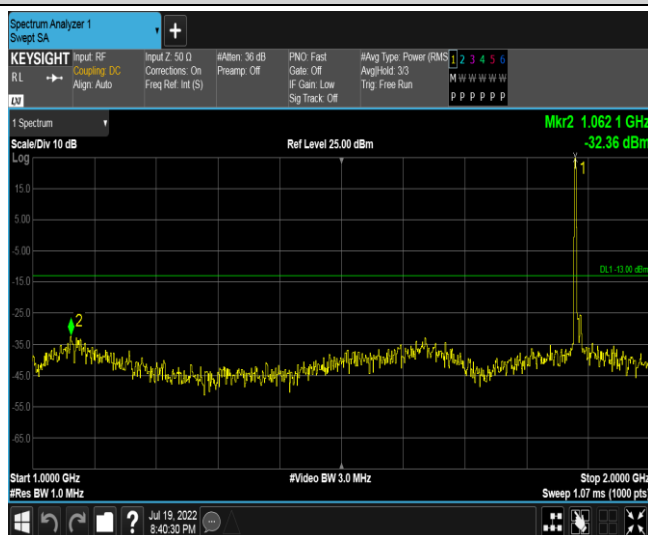 Spectrum Analyzer 1
Swept SA
+
KEYSIGHT
RL
LXI
Input: RF
Coupling: DC
Align: Auto
Input Z: 50 Ω
Corrections: On
Freq Ref: Int (S)
#Atten: 36 dB
Preamp: Off
PNO: Fast
Gate: Off
IF Gain: Low
Sig Track: Off
#Avg Type: Power (RMS
Avg|Hold: 3/3
Trig: Free Run
1 2 3 4 5 6
M W W W W W
P P P P P P
1 Spectrum
Mkr2 1.062 1 GHz
Scale/Div 10 dB
Ref Level 25.00 dBm
-32.36 dBm
Log
1
15.0
5.00
DL1 -13.00 dBm
-15.0
2
-25.0
-35.0
-45.0
-55.0
-65.0
Start 1.0000 GHz
#Video BW 3.0 MHz
Stop 2.0000 GHz
#Res BW 1.0 MHz
Sweep 1.07 ms (1000 pts)
?
Jul 19, 2022
8:40:30 PM